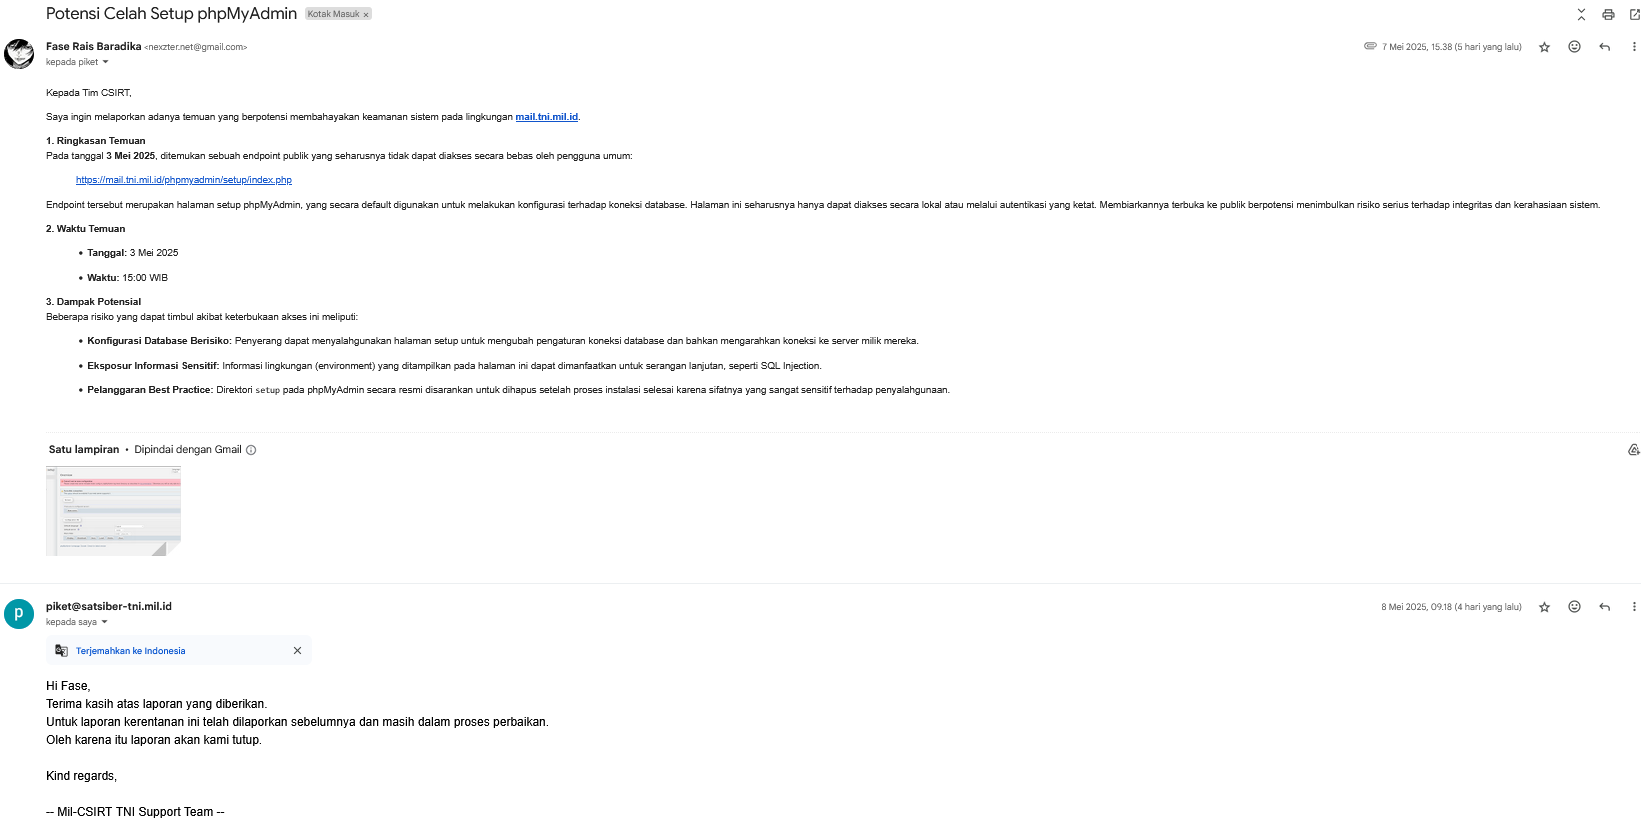 Potensi Celah Setup phpMyAdmin Kotak Masuk ×
Fase Rais Baradika <nexzter.net@gmail.com> 7 Mei 2025, 15.38 (5 hari yang lalu)
kepada piket
Kepada Tim CSIRT,
Saya ingin melaporkan adanya temuan yang berpotensi membahayakan keamanan sistem pada lingkungan mail.tni.mil.id.
1. Ringkasan Temuan
Pada tanggal 3 Mei 2025, ditemukan sebuah endpoint publik yang seharusnya tidak dapat diakses secara bebas oleh pengguna umum:
https://mail.tni.mil.id/phpmyadmin/setup/index.php
Endpoint tersebut merupakan halaman setup phpMyAdmin, yang secara default digunakan untuk melakukan konfigurasi terhadap koneksi database. Halaman ini seharusnya hanya dapat diakses secara lokal atau melalui autentikasi yang ketat. Membiarkannya terbuka ke publik berpotensi menimbulkan risiko serius terhadap integritas dan kerahasiaan sistem.
2. Waktu Temuan
• Tanggal: 3 Mei 2025
• Waktu: 15:00 WIB
3. Dampak Potensial
Beberapa risiko yang dapat timbul akibat keterbukaan akses ini meliputi:
• Konfigurasi Database Berisiko: Penyerang dapat menyalahgunakan halaman setup untuk mengubah pengaturan koneksi database dan bahkan mengarahkan koneksi ke server milik mereka.
• Eksposur Informasi Sensitif: Informasi lingkungan (environment) yang ditampilkan pada halaman ini dapat dimanfaatkan untuk serangan lanjutan, seperti SQL Injection.
• Pelanggaran Best Practice: Direktori setup pada phpMyAdmin secara resmi disarankan untuk dihapus setelah proses instalasi selesai karena sifatnya yang sangat sensitif terhadap penyalahgunaan.
Satu lampiran • Dipindai dengan Gmail
p
piket@satsiber-tni.mil.id 8 Mei 2025, 09.18 (4 hari yang lalu)
kepada saya
Terjemahkan ke Indonesia
Hi Fase,
Terima kasih atas laporan yang diberikan.
Untuk laporan kerentanan ini telah dilaporkan sebelumnya dan masih dalam proses perbaikan.
Oleh karena itu laporan akan kami tutup.
Kind regards,
-- Mil-CSIRT TNI Support Team --